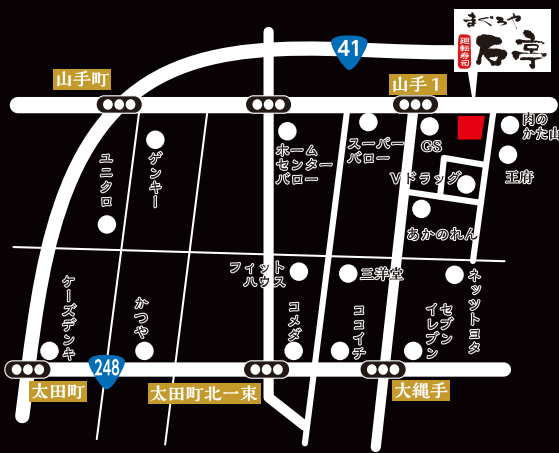 まぐろや
廻転寿司
石亭
41
山手町
山手1
肉の
かた山
GS
スーパー
バロー
ホーム
センター
バロー
ゲンキー
ユニクロ
王府
Vドラッグ
あかのれん
フィット
ハウス
三洋堂
ネッツトヨタ
ケーズデンキ
かつや
コメダ
ココイチ
セブン
イレブン
248
太田町
太田町北一東
大縄手